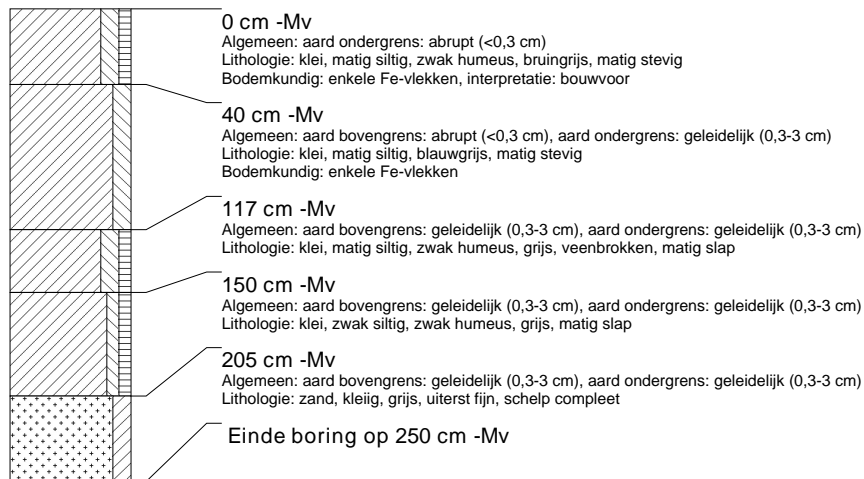 0 cm -Mv
Algemeen: aard ondergrens: abrupt (<0,3 cm)
Lithologie: klei, matig siltig, zwak humeus, bruingrijs, matig stevig
Bodemkundig: enkele Fe-vlekken, interpretatie: bouwvoor
40 cm -Mv
Algemeen: aard bovengrens: abrupt (<0,3 cm), aard ondergrens: geleidelijk (0,3-3 cm)
Lithologie: klei, matig siltig, blauwgrijs, matig stevig
Bodemkundig: enkele Fe-vlekken
117 cm -Mv
Algemeen: aard bovengrens: geleidelijk (0,3-3 cm), aard ondergrens: geleidelijk (0,3-3 cm)
Lithologie: klei, matig siltig, zwak humeus, grijs, veenbrokken, matig slap
150 cm -Mv
Algemeen: aard bovengrens: geleidelijk (0,3-3 cm), aard ondergrens: geleidelijk (0,3-3 cm)
Lithologie: klei, zwak siltig, zwak humeus, grijs, matig slap
205 cm -Mv
Algemeen: aard bovengrens: geleidelijk (0,3-3 cm), aard ondergrens: geleidelijk (0,3-3 cm)
Lithologie: zand, kleiig, grijs, uiterst fijn, schelp compleet
Einde boring op 250 cm -Mv